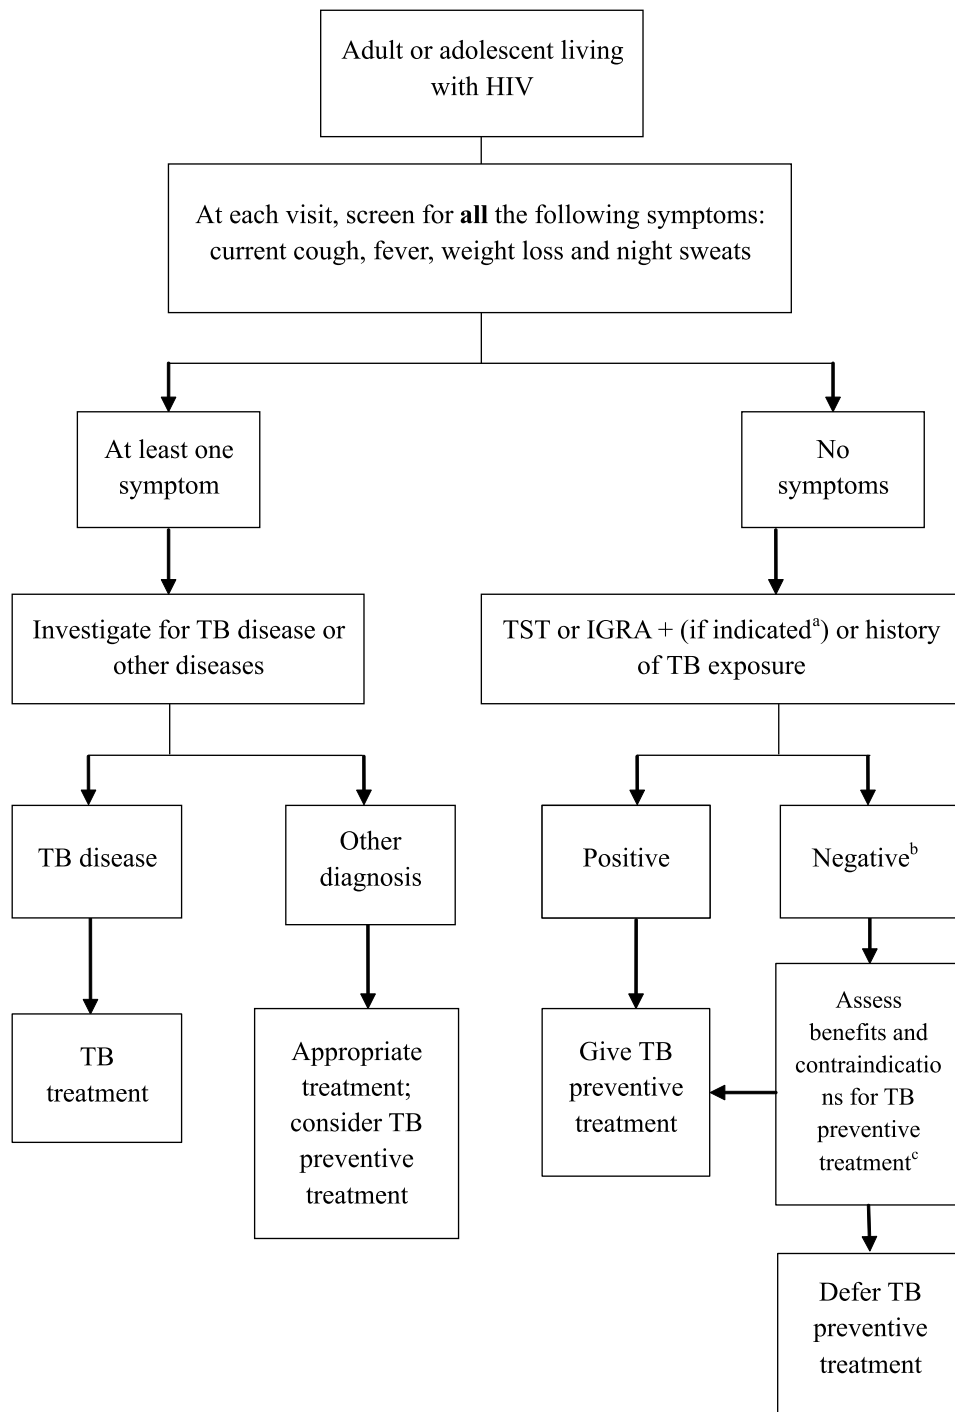 Adult or adolescent living
with HIV
At each visit, screen for all the following symptoms:
current cough, fever, weight loss and night sweats
At least one
symptom
No
symptoms
Investigate for TB disease or
other diseases
TST or IGRA + (if indicatedᵃ) or history
of TB exposure
TB disease
Other
diagnosis
Positive
Negativeᵇ
TB
treatment
Appropriate
treatment;
consider TB
preventive
treatment
Give TB
preventive
treatment
Assess
benefits and
contraindicatio
ns for TB
preventive
treatmentᶜ
Defer TB
preventive
treatment